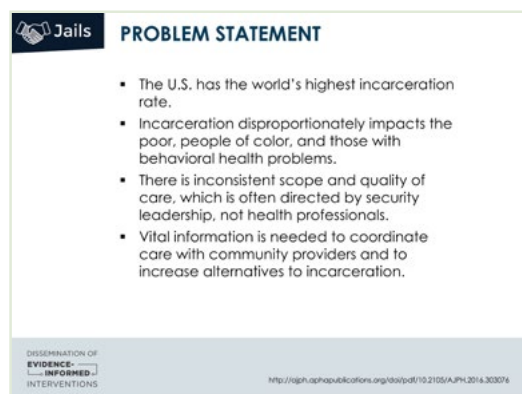 Jails
PROBLEM STATEMENT
▪ The U.S. has the world's highest incarceration
rate.
▪ Incarceration disproportionately impacts the
poor, people of color, and those with
behavioral health problems.
▪ There is inconsistent scope and quality of
care, which is often directed by security
leadership, not health professionals.
▪ Vital information is needed to coordinate
care with community providers and to
increase alternatives to incarceration.
DISSEMINATION OF
EVIDENCE-
INFORMED
INTERVENTIONS
http://ajph.aphapublications.org/doi/pdf/10.2105/AJPH.2016.303076